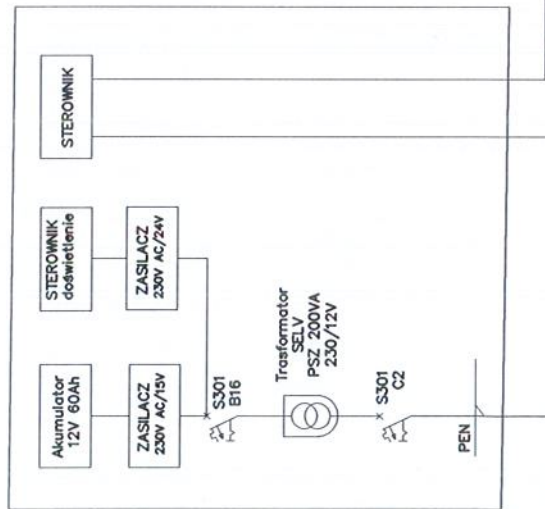 STEROWNIK
STEROWNIK
doświetlenie
ZASILACZ
230V AC/24V
Akumulator
12V 60Ah
ZASILACZ
230V AC/15V
S301
B16
Trasformator
SELV
PSZ 200VA
230/12V
S301
C2
PEN